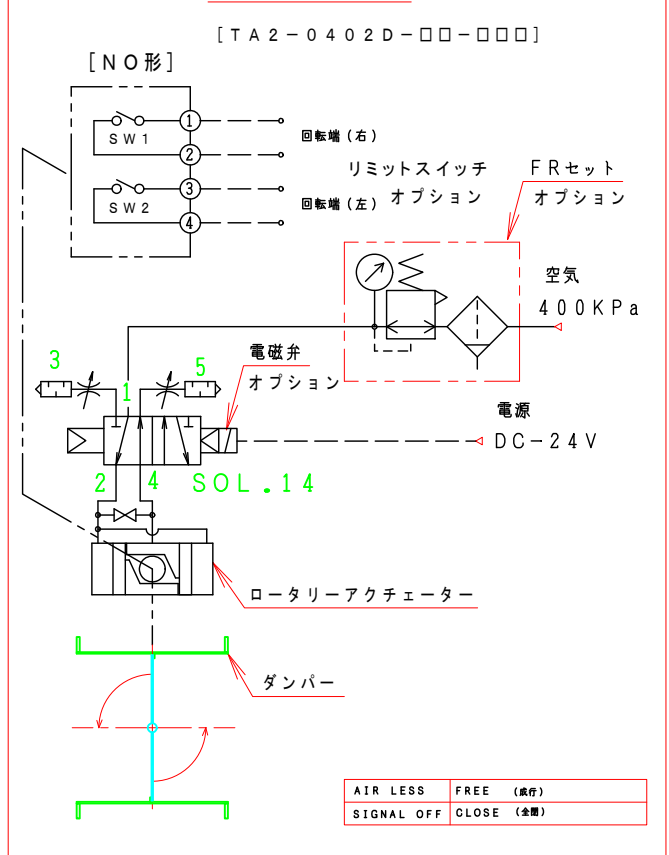 [TA2-0402D-□□-□□□]
[NO形]
SW1
SW2
①
②
③
④
回転端(右)
回転端(左)
リミットスイッチ
オプション
FRセット
オプション
空気
400KPa
電磁弁
オプション
3
1
5
電源
DC-24V
2
4
SOL.14
ロータリーアクチェーター
ダンパー
AIR LESS FREE (成行)
SIGNAL OFF CLOSE (全閉)